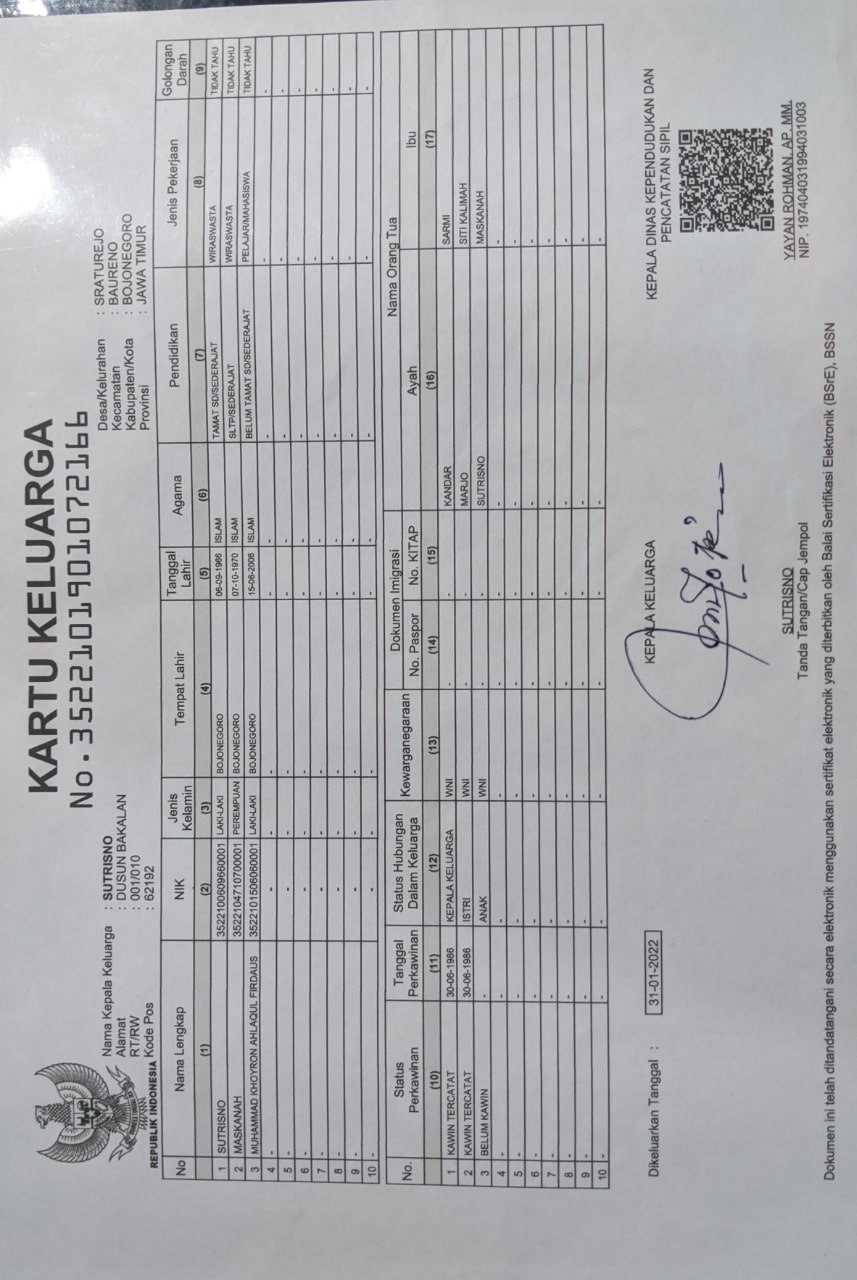 KARTU KELUARGA
No. 3522101901072166
Nama Kepala Keluarga : SUTRISNO
Alamat : DUSUN BAKALAN
RT/RW : 001/010
Kode Pos : 62192
Desa/Kelurahan : SRATUREJO
Kecamatan : BAURENO
Kabupaten/Kota : BOJONEGORO
Provinsi : JAWA TIMUR
REPUBLIK INDONESIA
No Nama Lengkap NIK Jenis Kelamin Tempat Lahir Tanggal Lahir Agama Pendidikan Jenis Pekerjaan Golongan Darah
(1) (2) (3) (4) (5) (6) (7) (8) (9)
1 SUTRISNO 3522100609660001 LAKI-LAKI BOJONEGORO 06-09-1966 ISLAM TAMAT SD/SEDERAJAT WIRASWASTA TIDAK TAHU
2 MASKANAH 3522104710700001 PEREMPUAN BOJONEGORO 07-10-1970 ISLAM SLTP/SEDERAJAT WIRASWASTA TIDAK TAHU
3 MUHAMMAD KHOYRON AHLAQUL FIRDAUS 3522101506060001 LAKI-LAKI BOJONEGORO 15-06-2006 ISLAM BELUM TAMAT SD/SEDERAJAT PELAJAR/MAHASISWA TIDAK TAHU
4 - - - - - - - - -
5 - - - - - - - - -
6 - - - - - - - - -
7 - - - - - - - - -
8 - - - - - - - - -
9 - - - - - - - - -
10 - - - - - - - - -
No. Status Perkawinan Tanggal Perkawinan Status Hubungan Dalam Keluarga Kewarganegaraan Dokumen Imigrasi Nama Orang Tua
No. Paspor No. KITAP Ayah Ibu
(10) (11) (12) (13) (14) (15) (16) (17)
1 KAWIN TERCATAT 30-06-1986 KEPALA KELUARGA WNI - - KANDAR SARMI
2 KAWIN TERCATAT 30-06-1986 ISTRI WNI - - MARJO SITI KALIMAH
3 BELUM KAWIN - ANAK WNI - - SUTRISNO MASKANAH
4 - - - - - - - -
5 - - - - - - - -
6 - - - - - - - -
7 - - - - - - - -
8 - - - - - - - -
9 - - - - - - - -
10 - - - - - - - -
Dikeluarkan Tanggal : 31-01-2022
KEPALA KELUARGA
SUTRISNO
Tanda Tangan/Cap Jempol
KEPALA DINAS KEPENDUDUKAN DAN
PENCATATAN SIPIL
YAYAN ROHMAN, AP, MM.
NIP. 197404031994031003
Dokumen ini telah ditandatangani secara elektronik menggunakan sertifikat elektronik yang diterbitkan oleh Balai Sertifikasi Elektronik (BSrE), BSSN